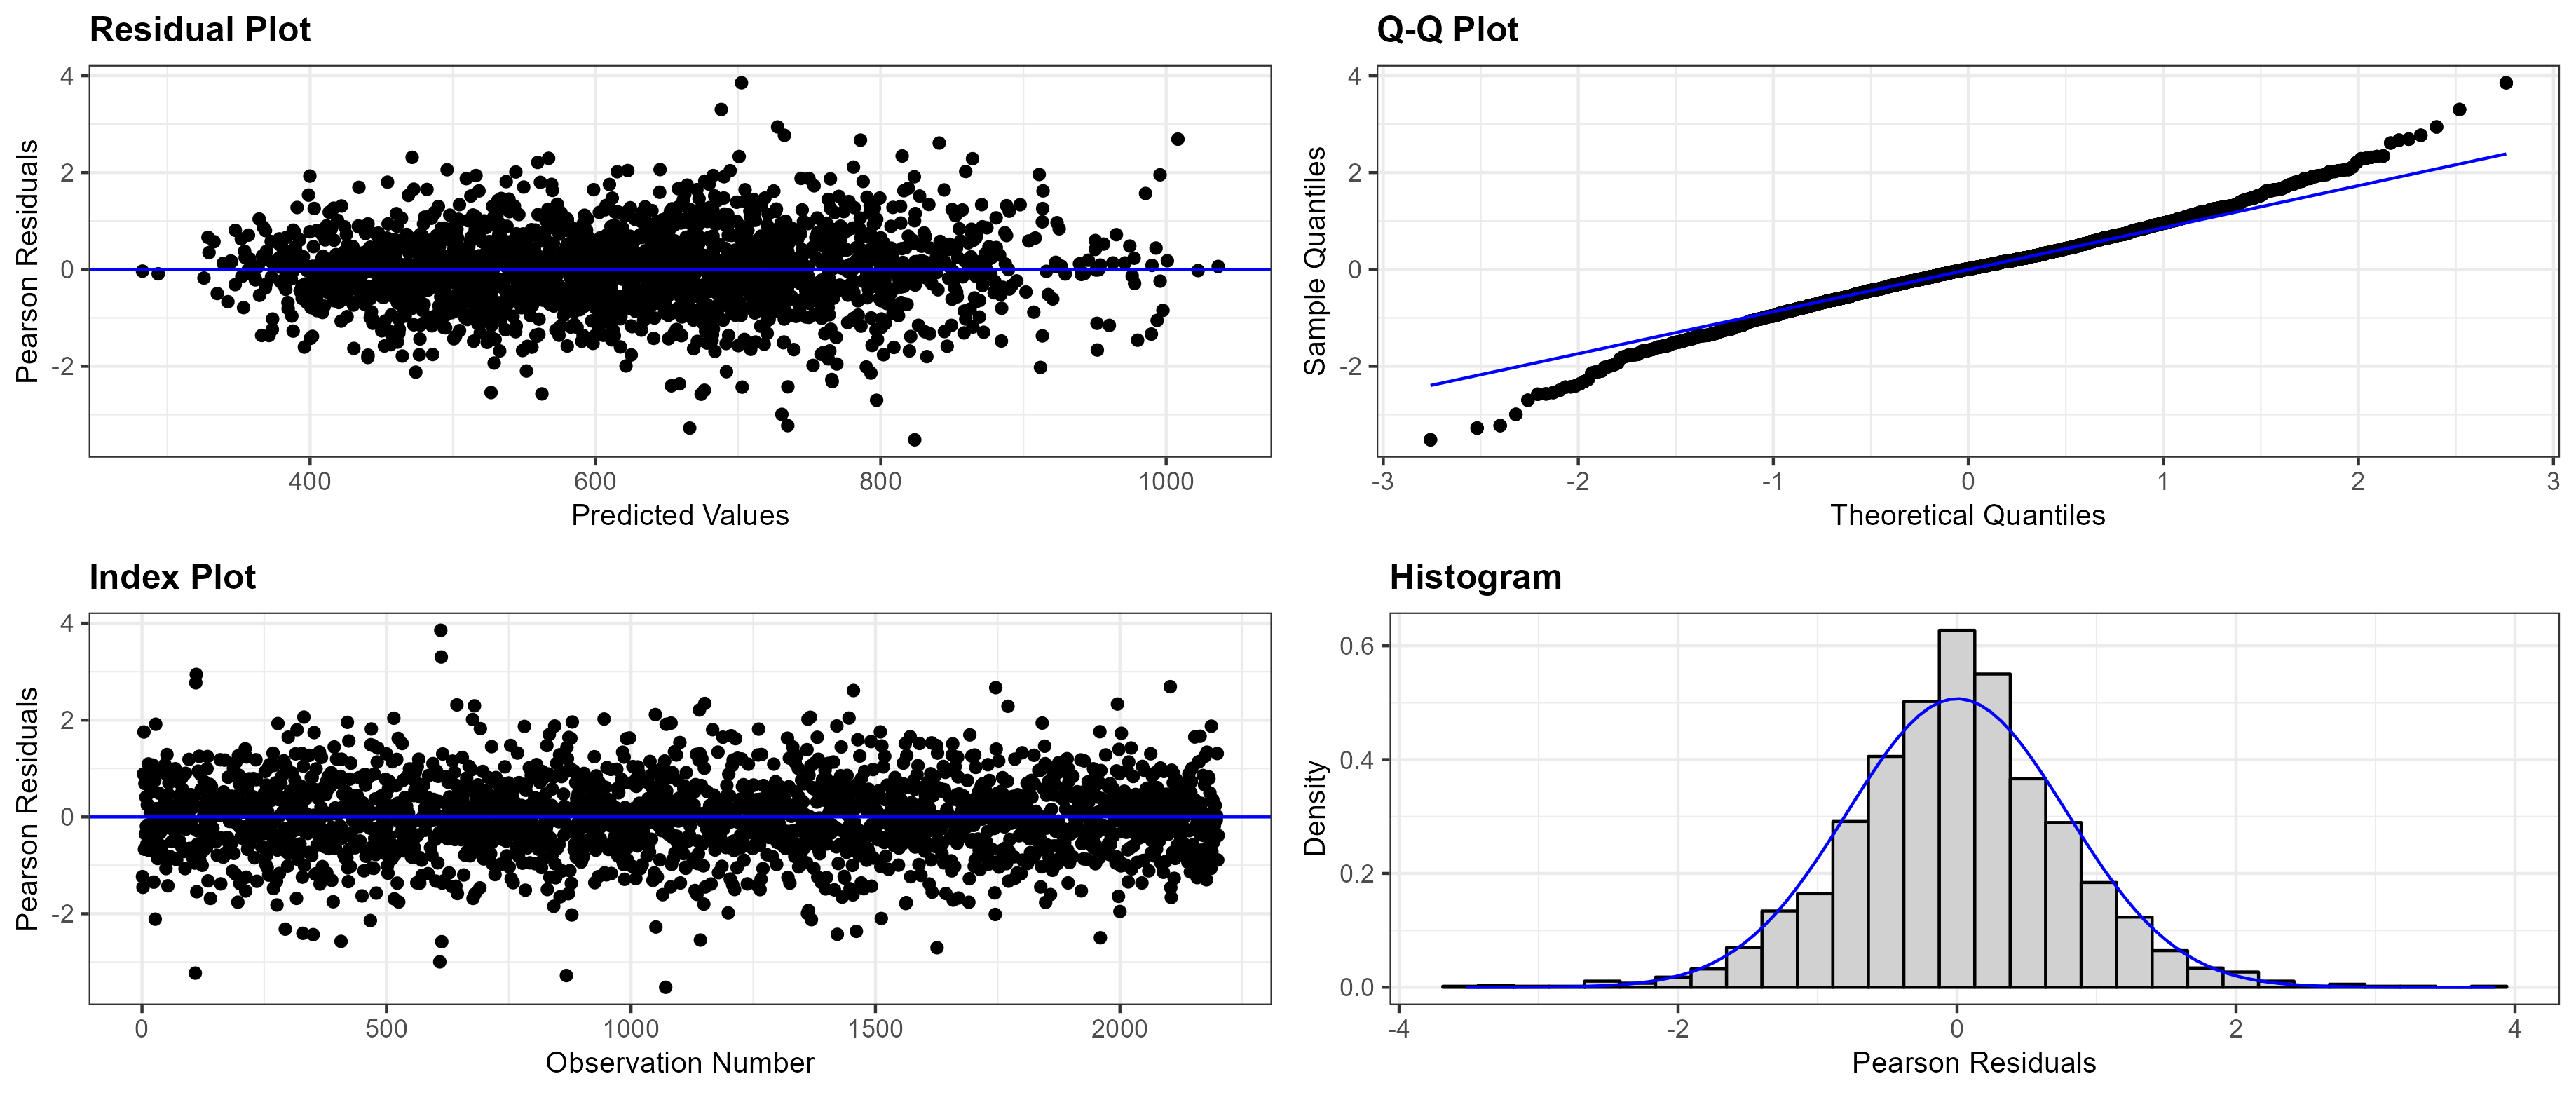 Residual Plot
4
2
0
-2
Pearson Residuals
400 600 800 1000
Predicted Values
Q-Q Plot
4
2
0
-2
Sample Quantiles
-3 -2 -1 0 1 2 3
Theoretical Quantiles
Index Plot
4
2
0
-2
Pearson Residuals
0 500 1000 1500 2000
Observation Number
Histogram
0.6
0.4
0.2
0.0
Density
-4 -2 0 2 4
Pearson Residuals